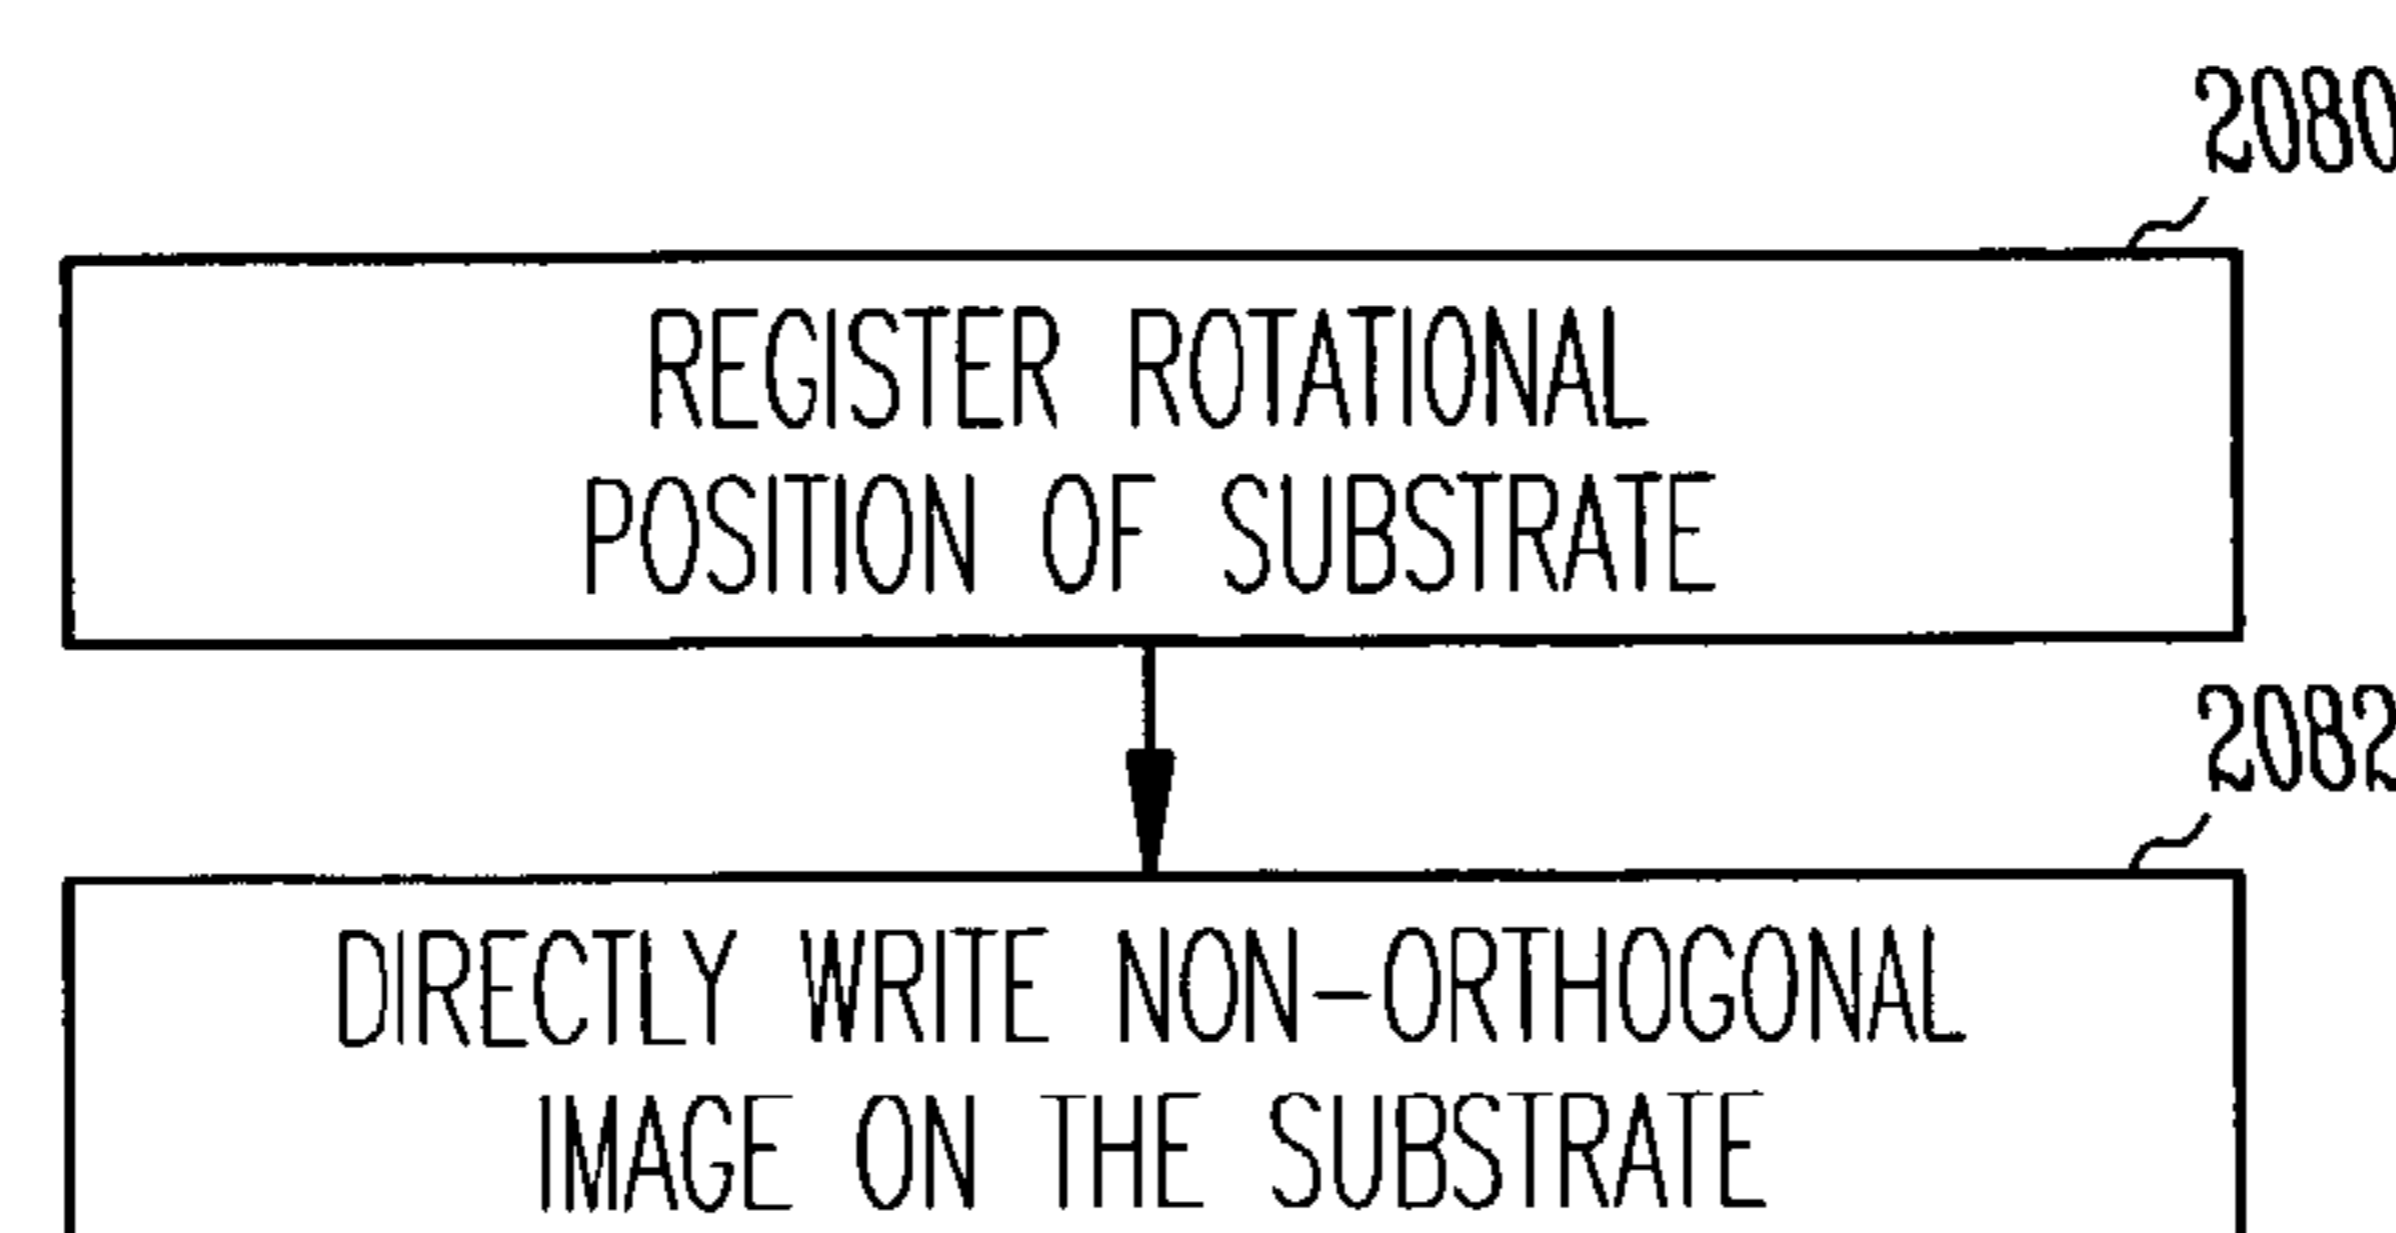 2080
REGISTER ROTATIONAL
POSITION OF SUBSTRATE
2082
DIRECTLY WRITE NON-ORTHOGONAL
IMAGE ON THE SUBSTRATE